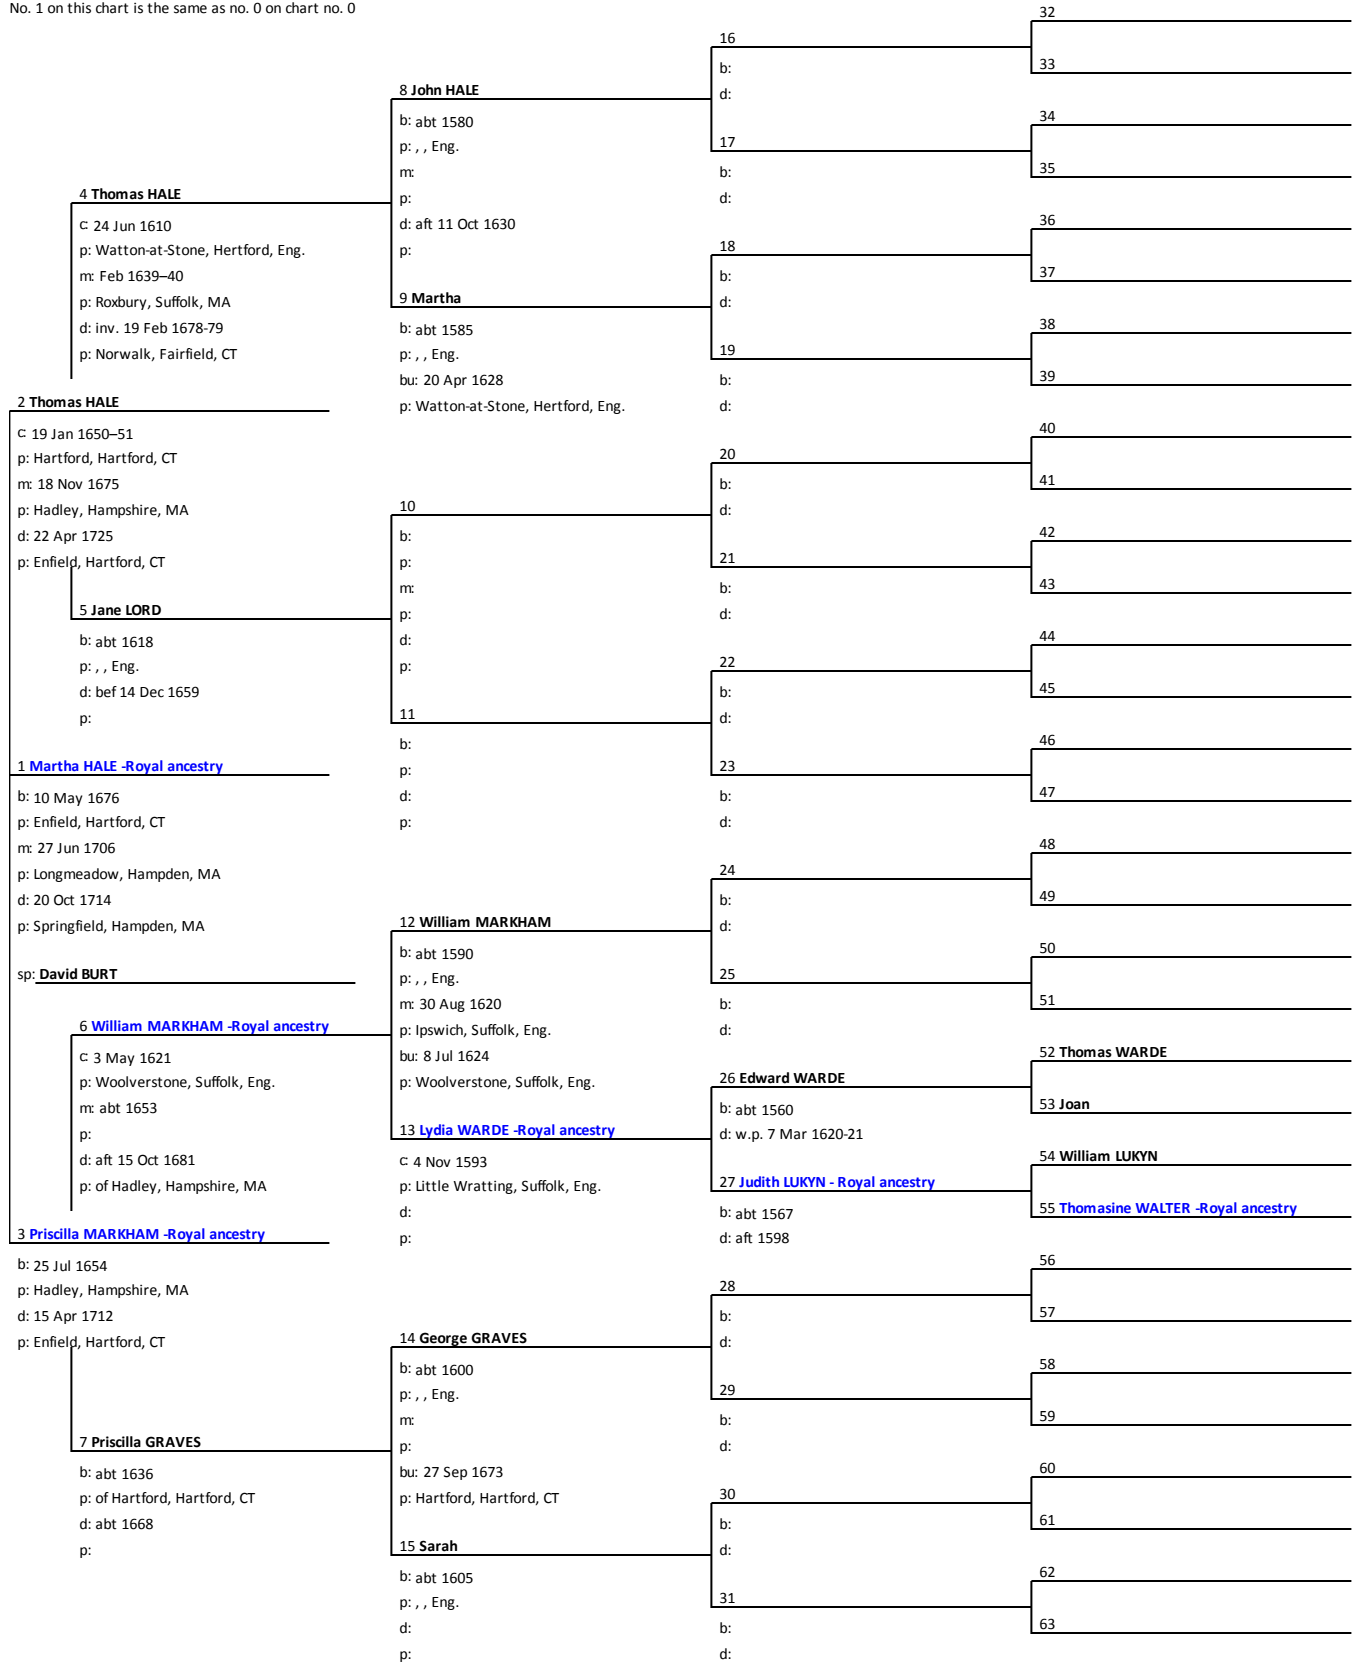 No. 1 on this chart is the same as no. 0 on chart no. 0
4 Thomas HALE
c: 24 Jun 1610
p: Watton-at-Stone, Hertford, Eng.
m: Feb 1639–40
p: Roxbury, Suffolk, MA
d: inv. 19 Feb 1678-79
p: Norwalk, Fairfield, CT
2 Thomas HALE
c: 19 Jan 1650–51
p: Hartford, Hartford, CT
m: 18 Nov 1675
p: Hadley, Hampshire, MA
d: 22 Apr 1725
p: Enfield, Hartford, CT
5 Jane LORD
b: abt 1618
p: , , Eng.
d: bef 14 Dec 1659
p:
1 Martha HALE -Royal ancestry
b: 10 May 1676
p: Enfield, Hartford, CT
m: 27 Jun 1706
p: Longmeadow, Hampden, MA
d: 20 Oct 1714
p: Springfield, Hampden, MA
sp: David BURT
6 William MARKHAM -Royal ancestry
c: 3 May 1621
p: Woolverstone, Suffolk, Eng.
m: abt 1653
p:
d: aft 15 Oct 1681
p: of Hadley, Hampshire, MA
3 Priscilla MARKHAM -Royal ancestry
b: 25 Jul 1654
p: Hadley, Hampshire, MA
d: 15 Apr 1712
p: Enfield, Hartford, CT
7 Priscilla GRAVES
b: abt 1636
p: of Hartford, Hartford, CT
d: abt 1668
p:
8 John HALE
b: abt 1580
p: , , Eng.
m:
p:
d: aft 11 Oct 1630
p:
9 Martha
b: abt 1585
p: , , Eng.
bu: 20 Apr 1628
p: Watton-at-Stone, Hertford, Eng.
10
b:
p:
m:
p:
d:
p:
11
b:
p:
d:
p:
12 William MARKHAM
b: abt 1590
p: , , Eng.
m: 30 Aug 1620
p: Ipswich, Suffolk, Eng.
bu: 8 Jul 1624
p: Woolverstone, Suffolk, Eng.
13 Lydia WARDE -Royal ancestry
c: 4 Nov 1593
p: Little Wratting, Suffolk, Eng.
d:
p:
14 George GRAVES
b: abt 1600
p: , , Eng.
m:
p:
bu: 27 Sep 1673
p: Hartford, Hartford, CT
15 Sarah
b: abt 1605
p: , , Eng.
d:
p:
16
b:
d:
17
b:
d:
18
b:
d:
19
b:
d:
20
b:
d:
21
b:
d:
22
b:
d:
23
b:
d:
24
b:
d:
25
b:
d:
26 Edward WARDE
b: abt 1560
d: w.p. 7 Mar 1620-21
27 Judith LUKYN - Royal ancestry
b: abt 1567
d: aft 1598
28
b:
d:
29
b:
d:
30
b:
d:
31
b:
d:
32
33
34
35
36
37
38
39
40
41
42
43
44
45
46
47
48
49
50
51
52 Thomas WARDE
53 Joan
54 William LUKYN
55 Thomasine WALTER -Royal ancestry
56
57
58
59
60
61
62
63